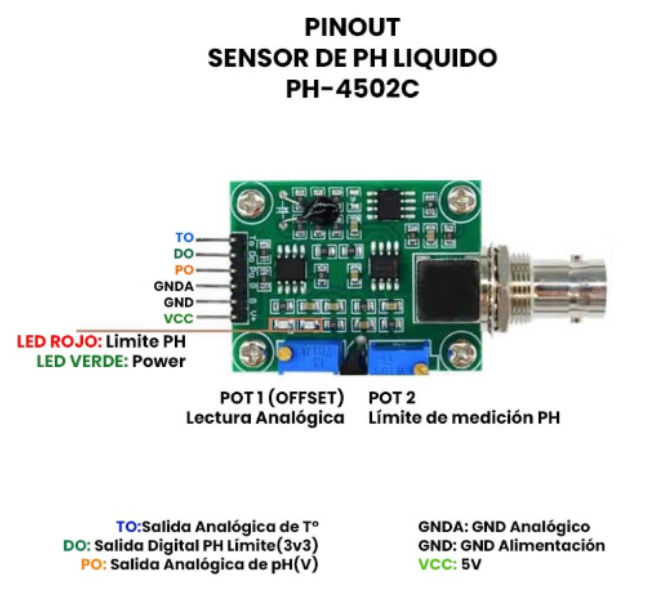 PINOUT
SENSOR DE PH LIQUIDO
PH-4502C
TO
DO
PO
GNDA
GND
VCC
LED ROJO: Limite PH
LED VERDE: Power
POT 1 (OFFSET)
Lectura Analógica
POT 2
Límite de medición PH
TO:Salida Analógica de T°
DO: Salida Digital PH Límite(3v3)
PO: Salida Analógica de pH(V)
GNDA: GND Analógico
GND: GND Alimentación
VCC: 5V